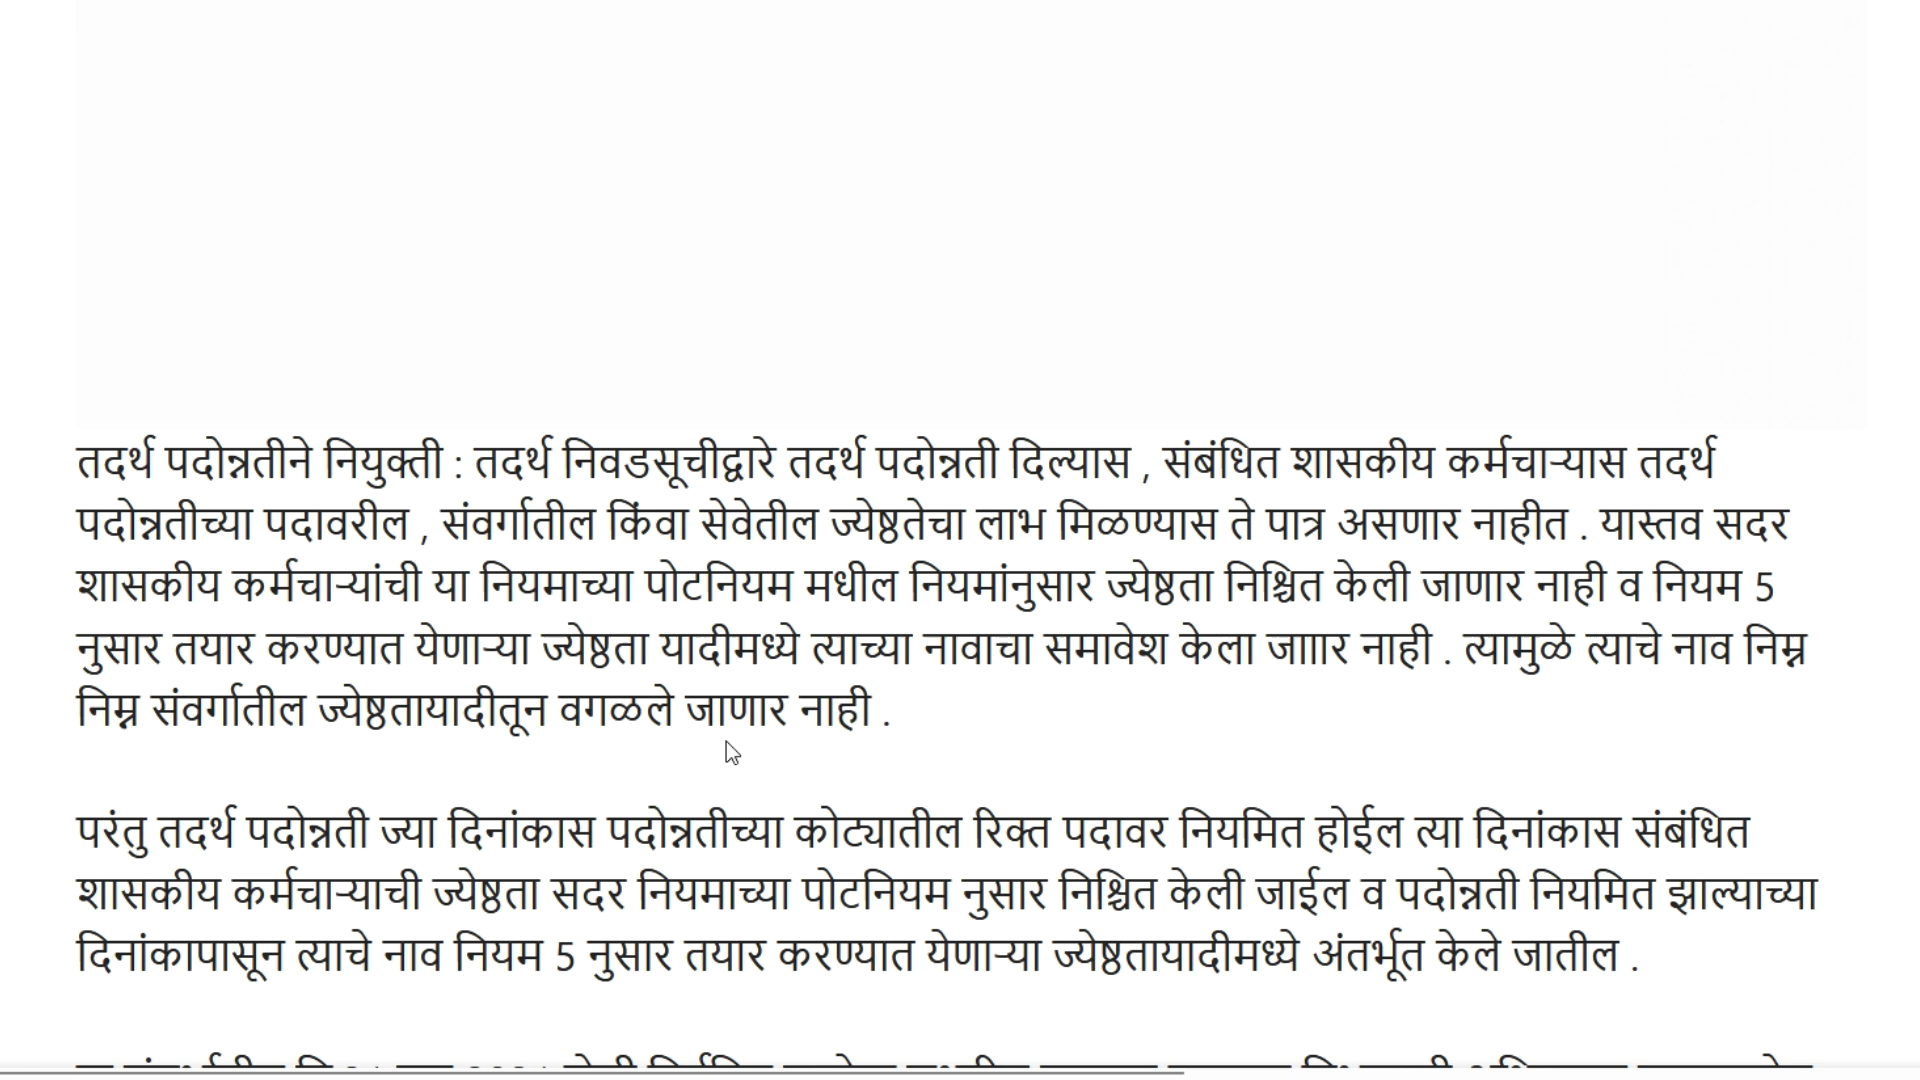 तदर्थ पदोन्नतीने नियुक्ती : तदर्थ निवडसूचीद्वारे तदर्थ पदोन्नती दिल्यास , संबंधित शासकीय कर्मचाऱ्यास तदर्थ
पदोन्नतीच्या पदावरील , संवर्गातील किंवा सेवेतील ज्येष्ठतेचा लाभ मिळण्यास ते पात्र असणार नाहीत . यास्तव सदर
शासकीय कर्मचाऱ्यांची या नियमाच्या पोटनियम मधील नियमांनुसार ज्येष्ठता निश्चित केली जाणार नाही व नियम 5
नुसार तयार करण्यात येणाऱ्या ज्येष्ठता यादीमध्ये त्याच्या नावाचा समावेश केला जााार नाही . त्यामुळे त्याचे नाव निम्न
निम्न संवर्गातील ज्येष्ठतायादीतून वगळले जाणार नाही .
परंतु तदर्थ पदोन्नती ज्या दिनांकास पदोन्नतीच्या कोट्यातील रिक्त पदावर नियमित होईल त्या दिनांकास संबंधित
शासकीय कर्मचाऱ्याची ज्येष्ठता सदर नियमाच्या पोटनियम नुसार निश्चित केली जाईल व पदोन्नती नियमित झाल्याच्या
दिनांकापासून त्याचे नाव नियम 5 नुसार तयार करण्यात येणाऱ्या ज्येष्ठतायादीमध्ये अंतर्भूत केले जातील .